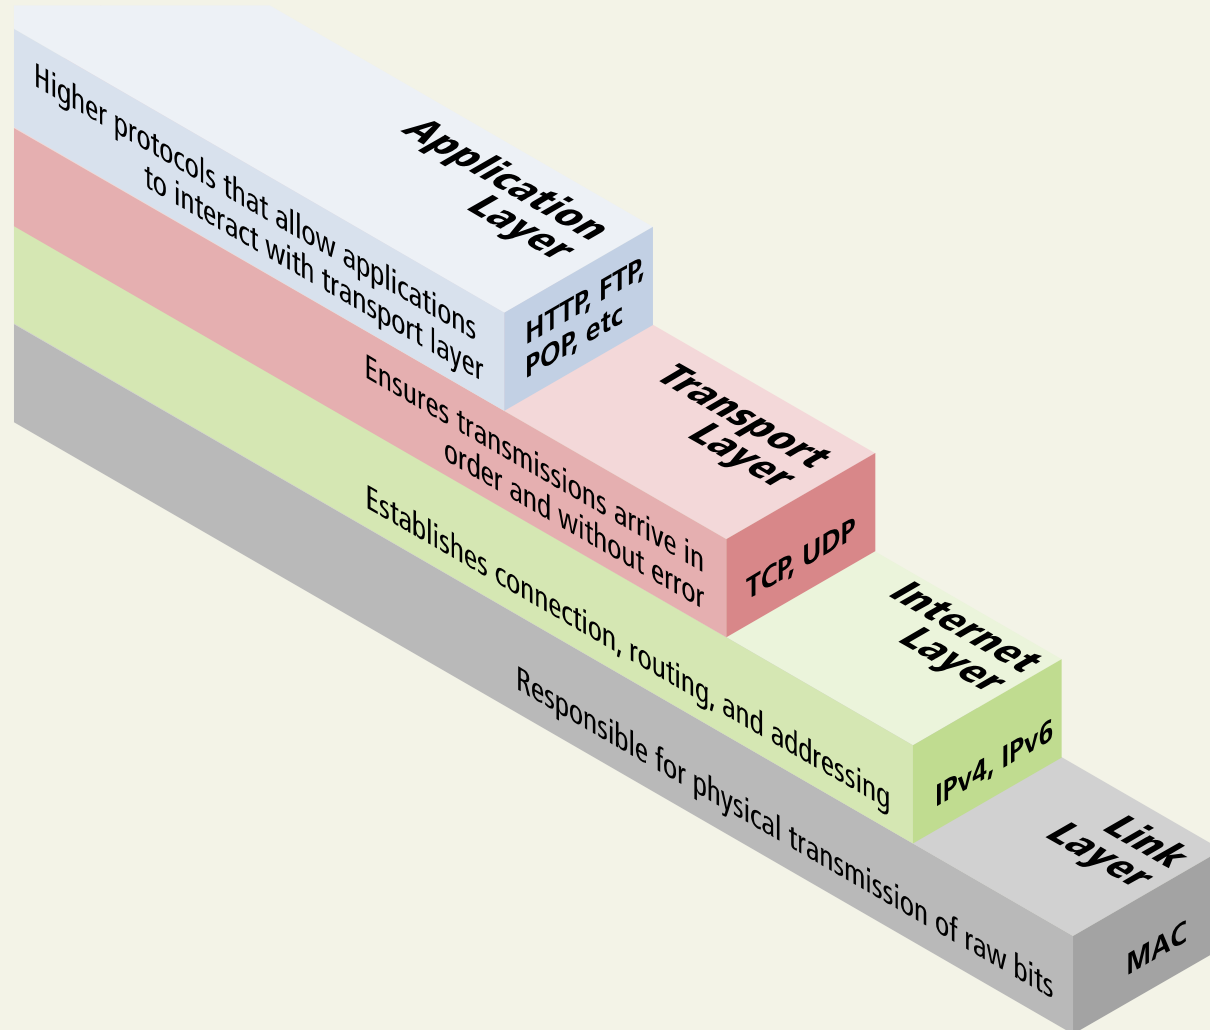 Application
Layer
Higher protocols that allow applications
to interact with transport layer
HTTP, FTP,
POP, etc
Transport
Layer
Ensures transmissions arrive in
order and without error
TCP, UDP
Internet
Layer
Establishes connection, routing, and addressing
IPv4, IPv6
Link
Layer
Responsible for physical transmission of raw bits
MAC